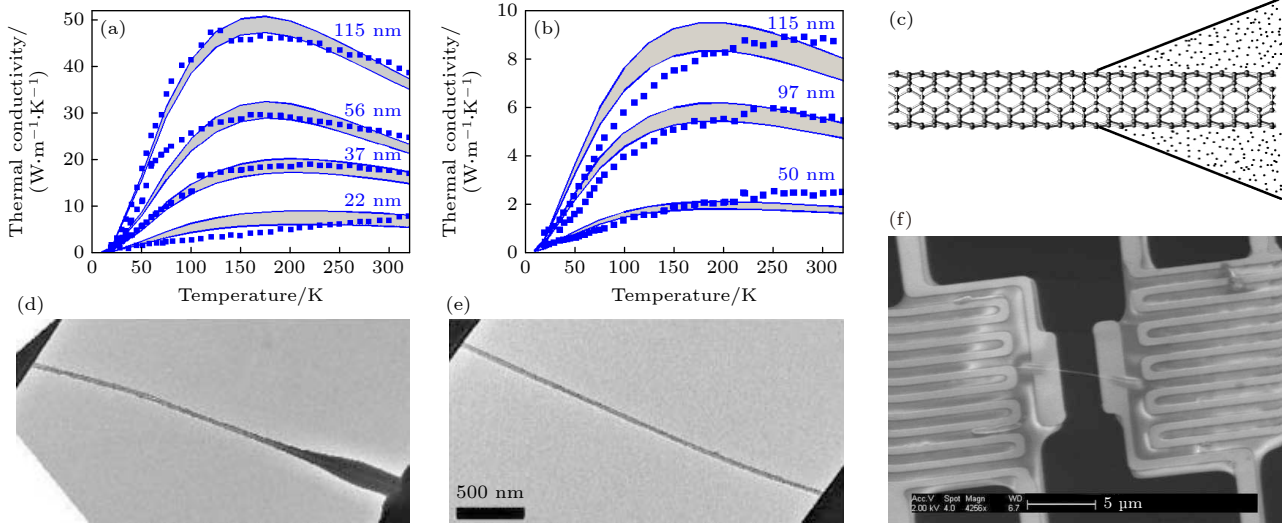 (a)
Thermal conductivity/
(W·m⁻¹·K⁻¹)
50
40
30
20
10
0
115 nm
56 nm
37 nm
22 nm
0 50 100 150 200 250 300
Temperature/K
(b)
Thermal conductivity/
(W·m⁻¹·K⁻¹)
10
8
6
4
2
0
115 nm
97 nm
50 nm
0 50 100 150 200 250 300
Temperature/K
(c)
(d)
(e)
500 nm
(f)
Acc.V Spot Magn WD
2.00 kV 4.0 4256x 6.7
5 µm